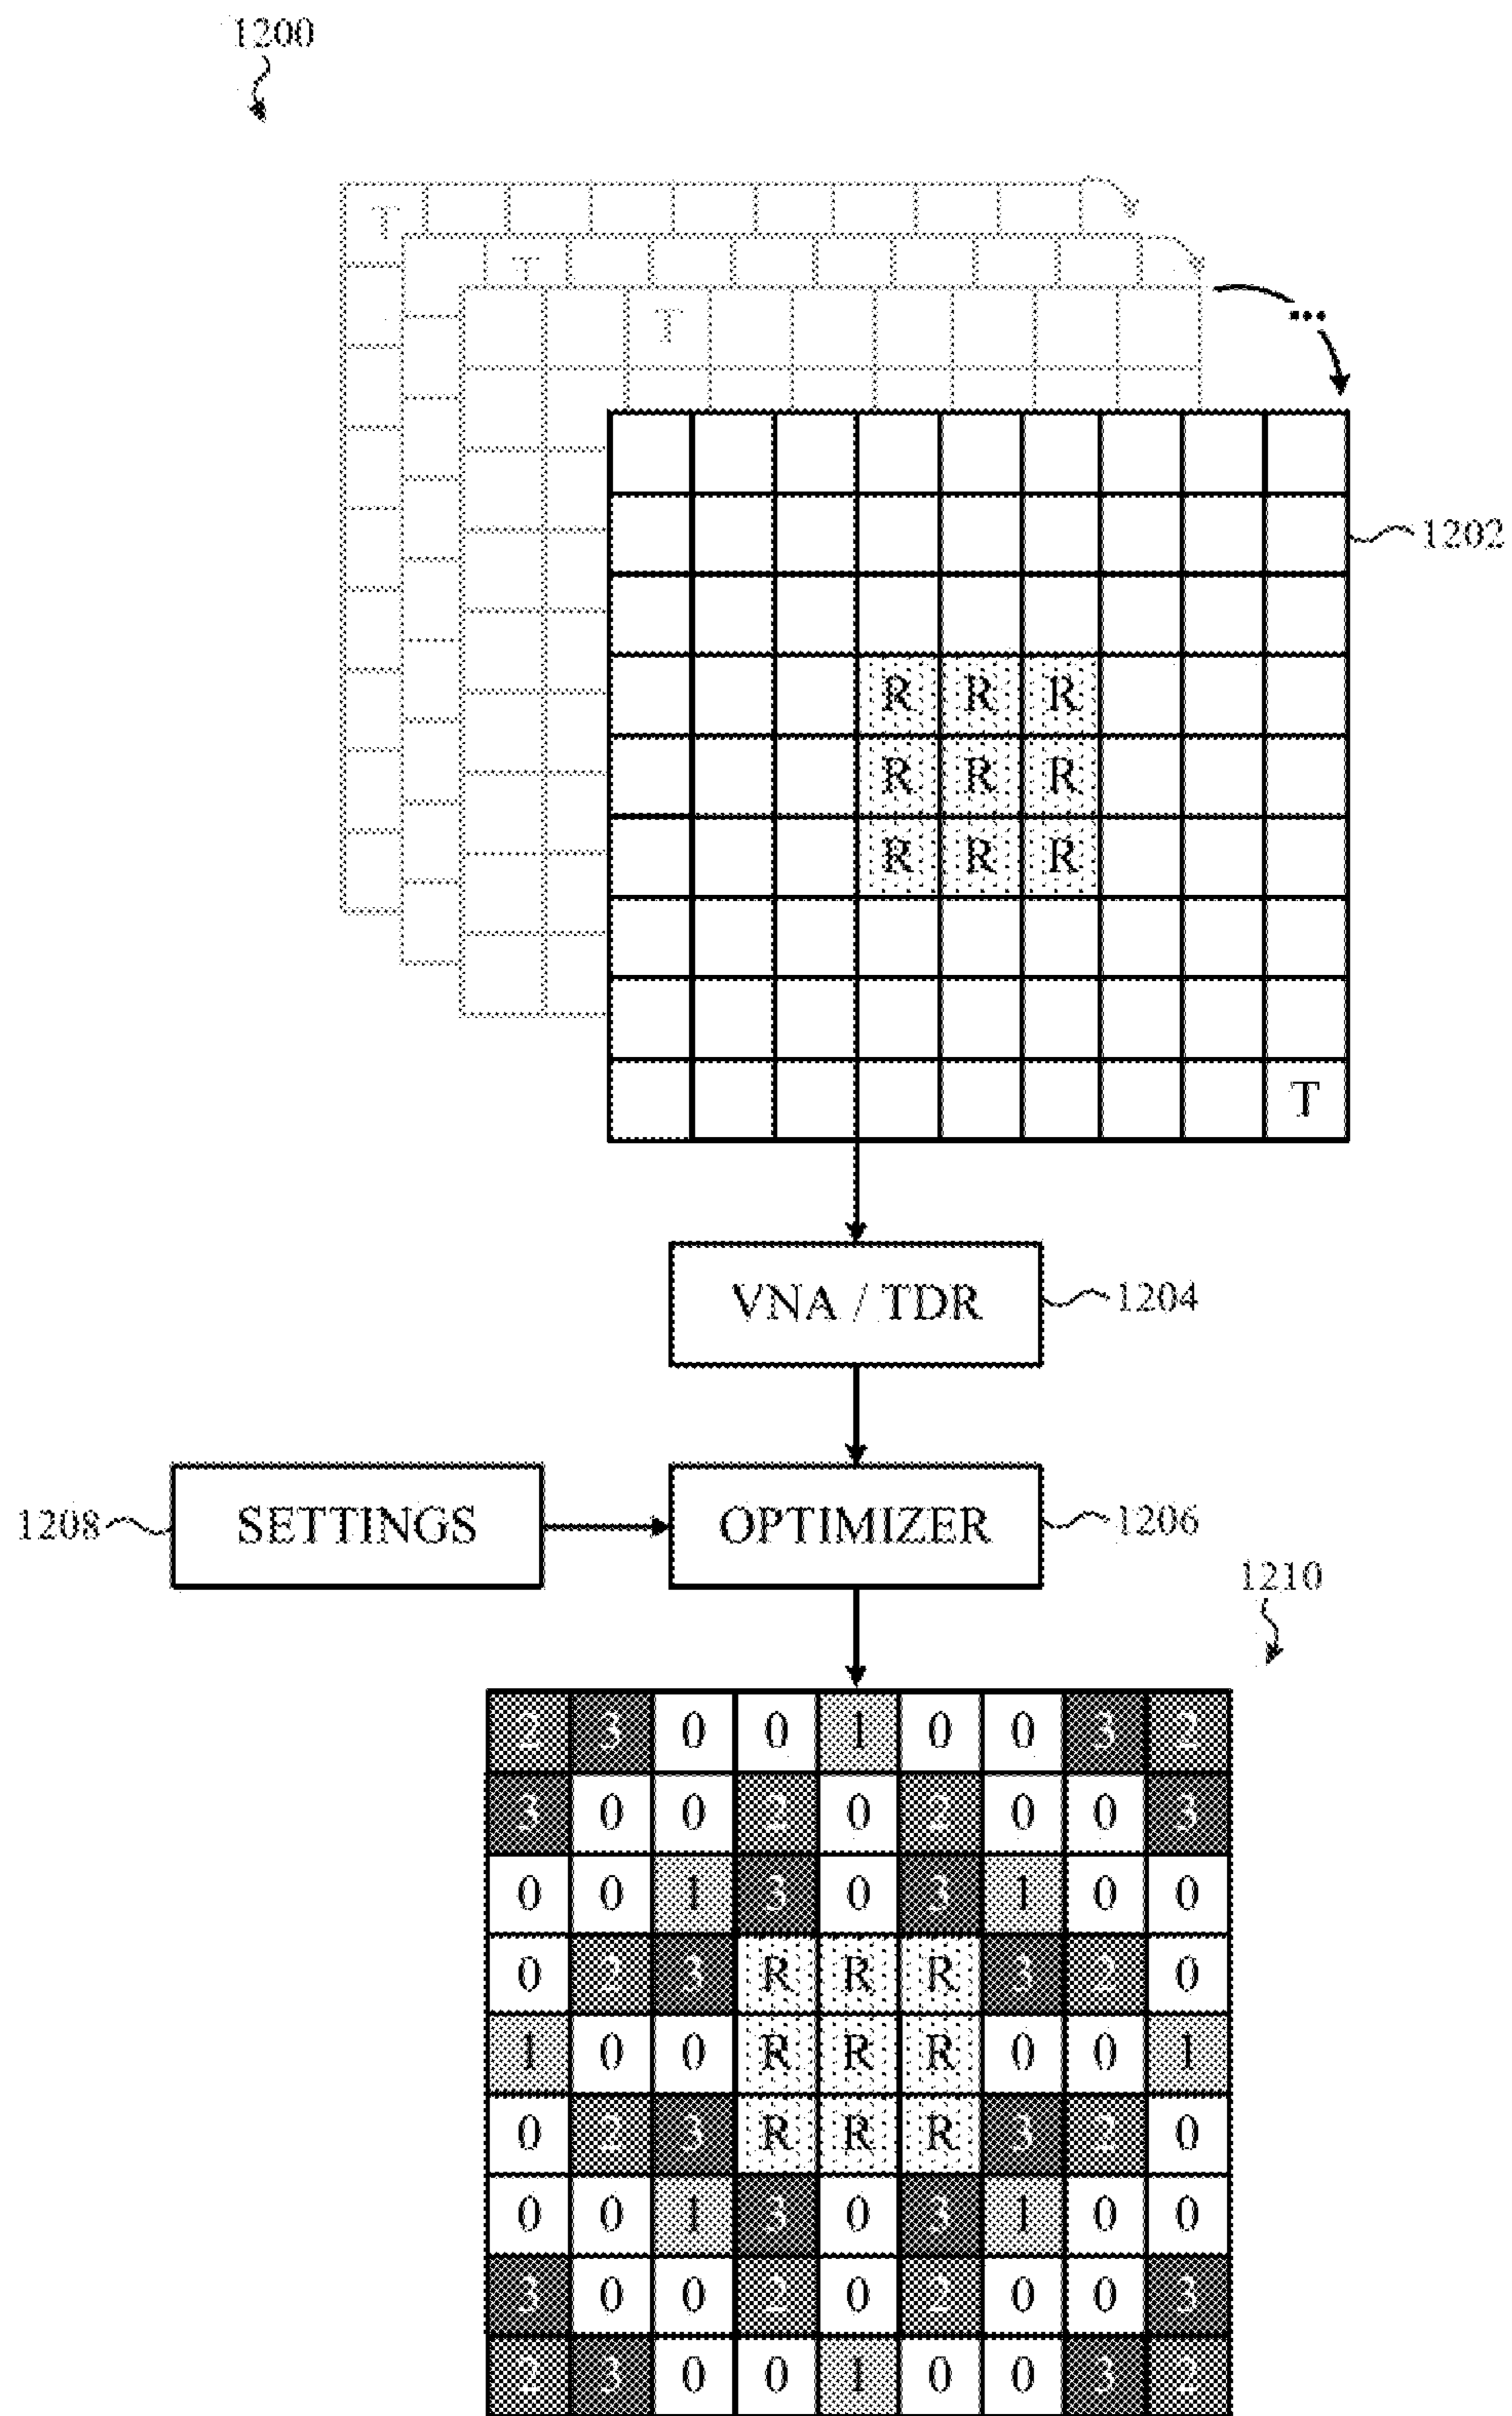 1200
T
T
T
1202
R R R
R R R
R R R
T
VNA / TDR
1204
SETTINGS
OPTIMIZER
1208
1206
1210
2 3 0 0 1 0 0 3 2
3 0 0 2 0 2 0 0 3
0 0 1 3 0 3 1 0 0
0 2 3 R R R 3 2 0
1 0 0 R R R 0 0 1
0 2 3 R R R 3 2 0
0 0 1 3 0 3 1 0 0
3 0 0 2 0 2 0 0 3
2 3 0 0 1 0 0 3 2